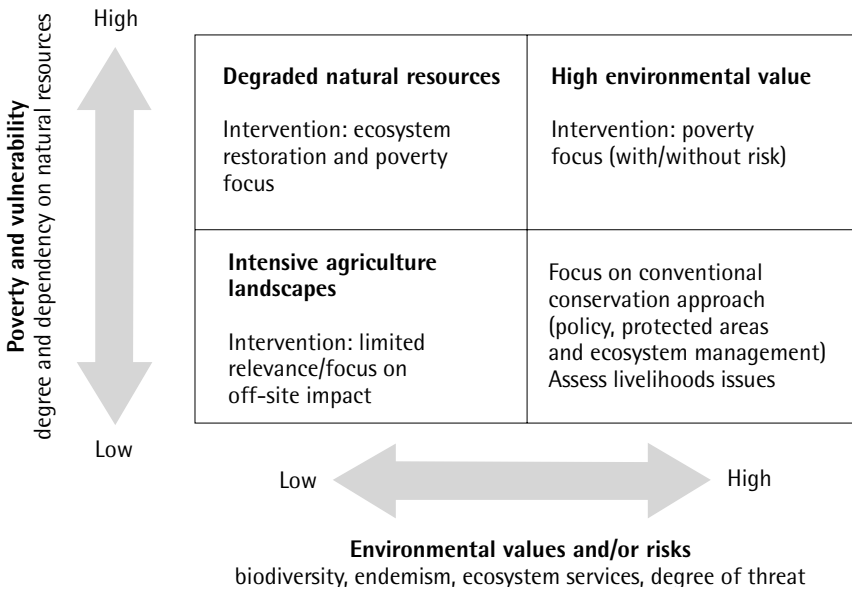 High
Poverty and vulnerability
degree and dependency on natural resources
Low
Degraded natural resources
Intervention: ecosystem
restoration and poverty
focus
High environmental value
Intervention: poverty
focus (with/without risk)
Intensive agriculture
landscapes
Intervention: limited
relevance/focus on
off-site impact
Focus on conventional
conservation approach
(policy, protected areas
and ecosystem management)
Assess livelihoods issues
Low
High
Environmental values and/or risks
biodiversity, endemism, ecosystem services, degree of threat